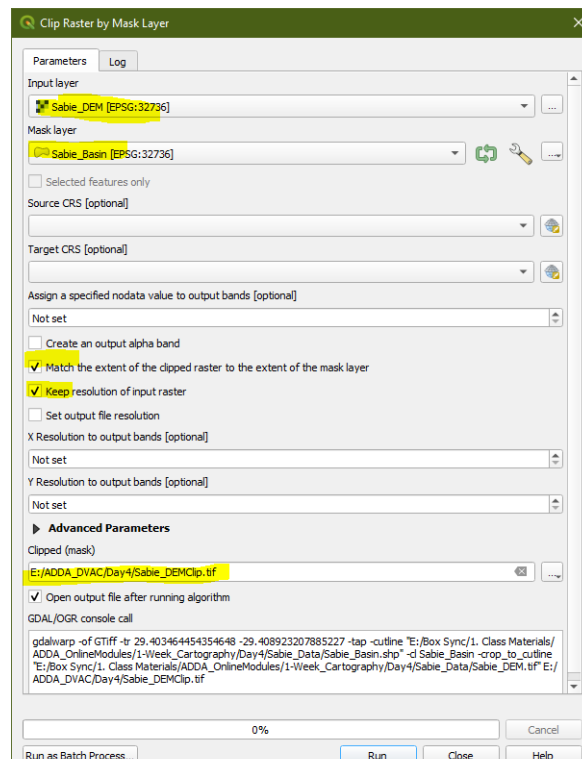 Clip Raster by Mask Layer
Parameters Log
Input layer
Sabie_DEM [EPSG:32736]
...
Mask layer
Sabie_Basin [EPSG:32736]
...
Selected features only
Source CRS [optional]
Target CRS [optional]
Assign a specified nodata value to output bands [optional]
Not set
Create an output alpha band
Match the extent of the clipped raster to the extent of the mask layer
Keep resolution of input raster
Set output file resolution
X Resolution to output bands [optional]
Not set
Y Resolution to output bands [optional]
Not set
Advanced Parameters
Clipped (mask)
E:/ADDA_DVAC/Day4/Sabie_DEMClip.tif
...
Open output file after running algorithm
GDAL/OGR console call
gdalwarp -of GTiff -tr 29.403464454354648 -29.408923207885227 -tap -cutline "E:/Box Sync/1. Class Materials/
ADDA_OnlineModules/1-Week_Cartography/Day4/Sabie_Data/Sabie_Basin.shp" -cl Sabie_Basin -crop_to_cutline
"E:/Box Sync/1. Class Materials/ADDA_OnlineModules/1-Week_Cartography/Day4/Sabie_Data/Sabie_DEM.tif" E:/
ADDA_DVAC/Day4/Sabie_DEMClip.tif
0%
Cancel
Run as Batch Process... Run Close Help